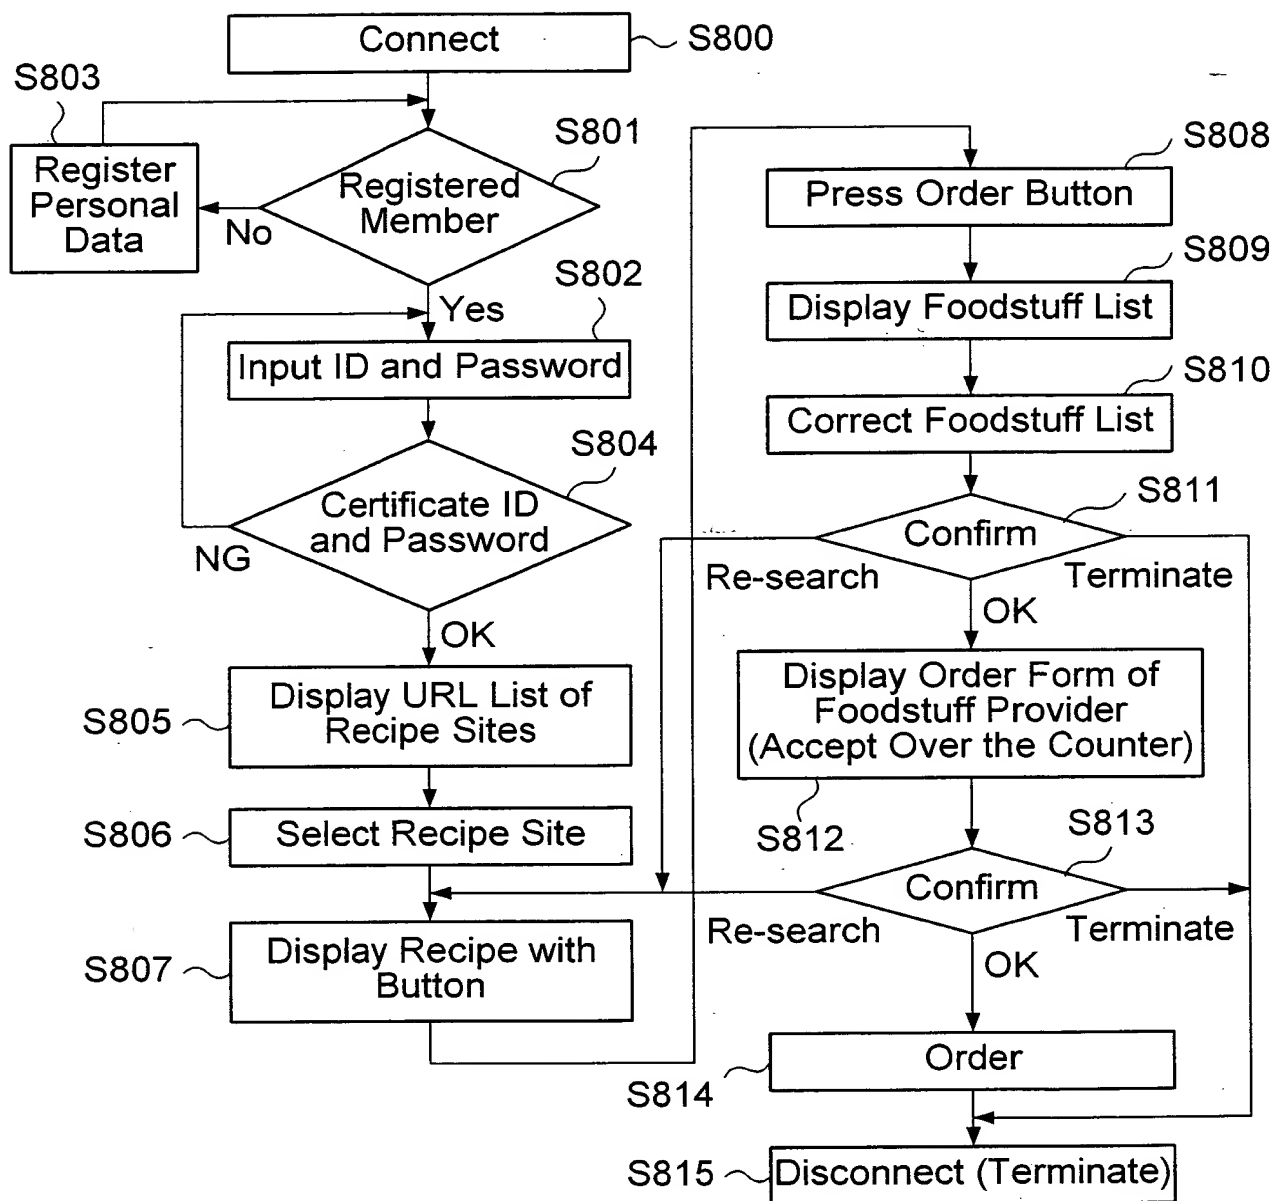 Connect
S800
S803
S801
Register
Personal
Data
Registered
Member
No
Yes
S802
Input ID and Password
S804
Certificate ID
and Password
NG
OK
S805
Display URL List of
Recipe Sites
S806
Select Recipe Site
S807
Display Recipe with
Button
S808
Press Order Button
S809
Display Foodstuff List
S810
Correct Foodstuff List
S811
Confirm
Re-search
Terminate
OK
Display Order Form of
Foodstuff Provider
(Accept Over the Counter)
S812
S813
Confirm
Re-search
Terminate
OK
Order
S814
S815
Disconnect (Terminate)